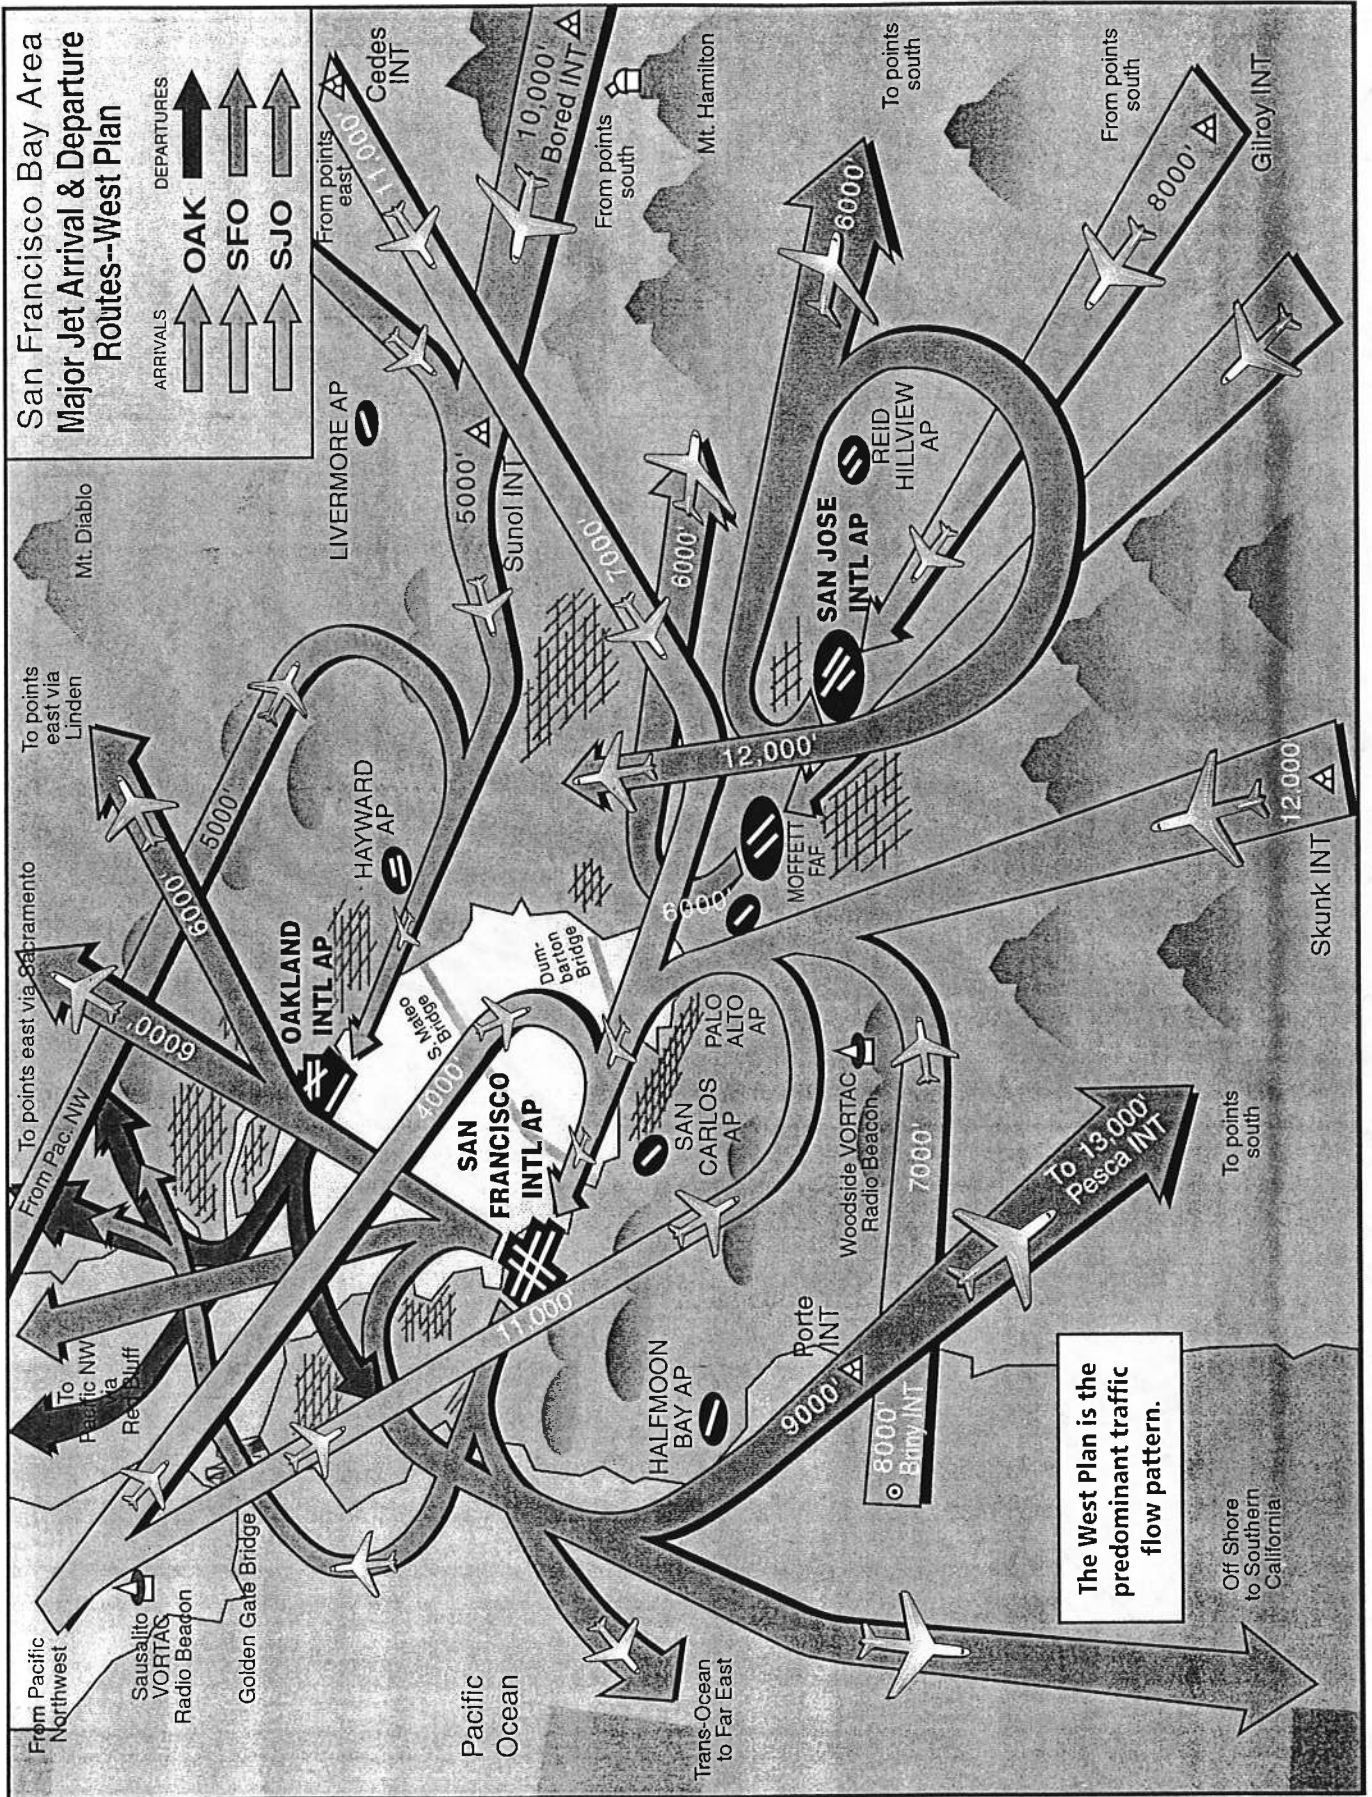 San Francisco Bay Area
Major Jet Arrival & Departure
Routes--West Plan
ARRIVALS
DEPARTURES
OAK
SFO
SJO
From Pacific
Northwest
Sausalito
VORTAC
Radio Beacon
Golden Gate Bridge
To
Pacific NW
via
Red Bluff
From Pac. NW
To points east via Sacramento
To points
east via
Linden
Mt. Diablo
6000'
6000'
5000'
4000'
OAKLAND
INTL AP
HAYWARD
AP
LIVERMORE AP
5000'
Sunol INT
From points
east
11,000'
Cedes
INT
10,000'
Bored INT
From points
south
Mt. Hamilton
S. Mateo
Bridge
Dum-
barton
Bridge
SAN
FRANCISCO
INTL AP
11,000'
7000'
6000'
6000'
12,000'
MOFFETT
FAF
PALO
ALTO
AP
SAN
CARLOS
AP
SAN JOSE
INTL AP
REID
HILLVIEW
AP
6000'
To points
south
From points
south
8000'
Gilroy INT
Woodside VORTAC
Radio Beacon
7000'
HALFMOON
BAY AP
Porte
INT
9000'
8000'
Briny INT
To 13,000'
Pesca INT
To points
south
12,000'
Skunk INT
Pacific
Ocean
Trans-Ocean
to Far East
The West Plan is the
predominant traffic
flow pattern.
Off Shore
to Southern
California